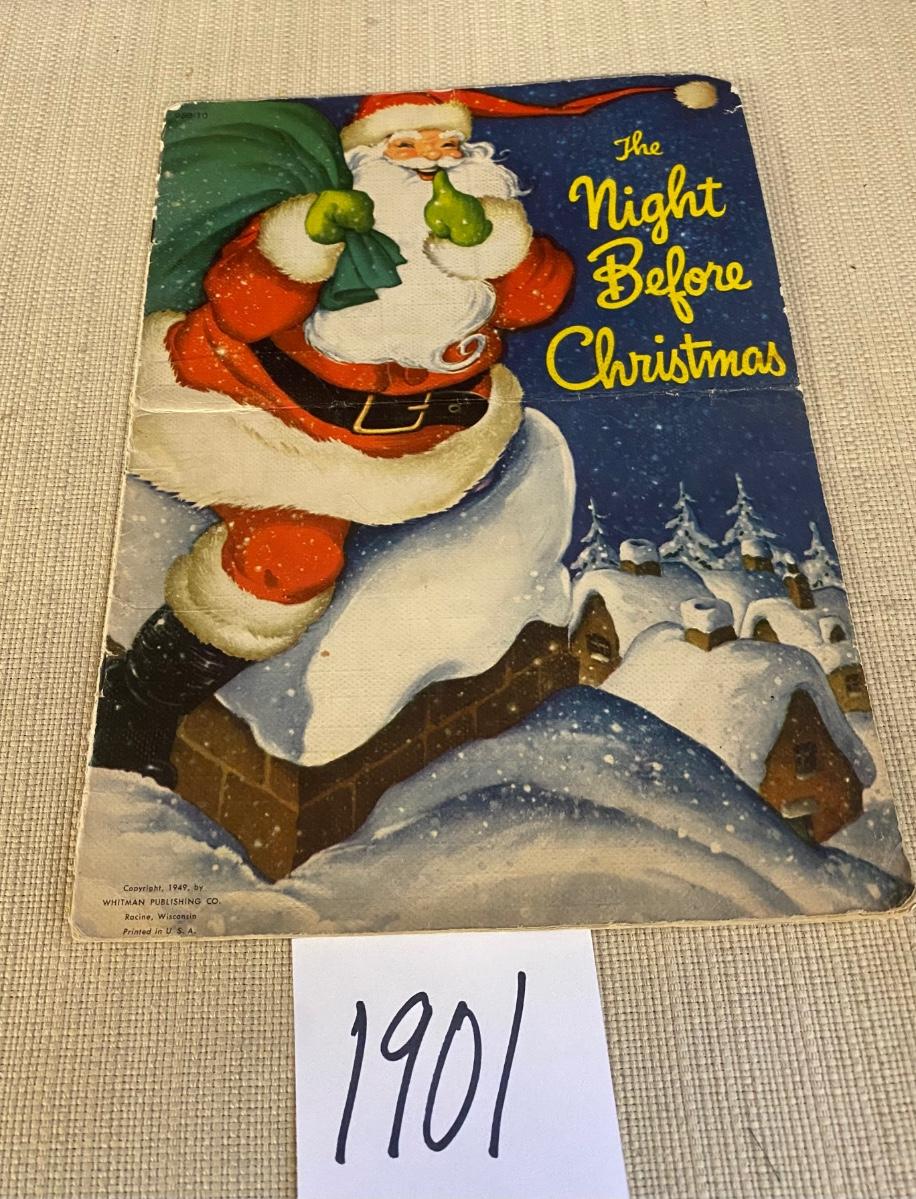 The
Night
Before
Christmas
Copyright, 1949, by
WHITMAN PUBLISHING CO.
Racine, Wisconsin
Printed in U. S. A.
1901